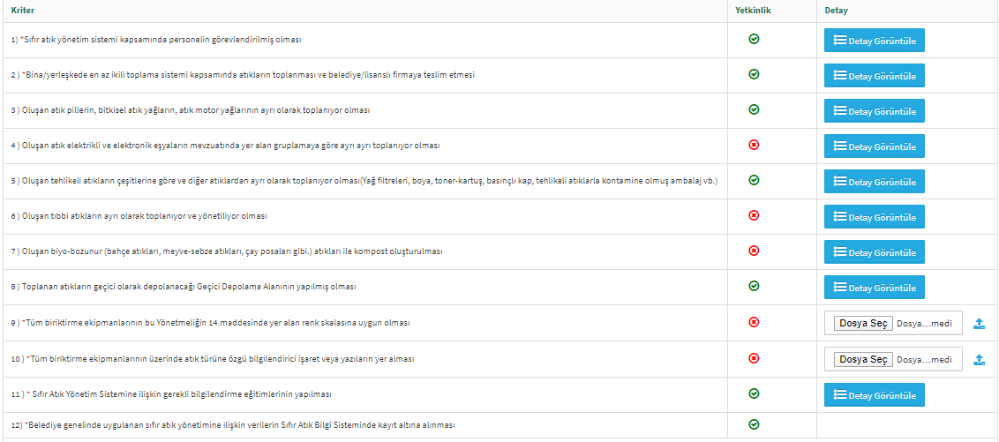 Kriter Yetkinlik Detay
1) *Sıfır atık yönetim sistemi kapsamında personelin görevlendirilmiş olması Detay Görüntüle
2 ) *Bina/yerleşkede en az ikili toplama sistemi kapsamında atıkların toplanması ve belediye/lisanslı firmaya teslim etmesi Detay Görüntüle
3 ) Oluşan atık pillerin, bitkisel atık yağların, atık motor yağlarının ayrı olarak toplanıyor olması Detay Görüntüle
4 ) Oluşan atık elektrikli ve elektronik eşyaların mevzuatında yer alan gruplamaya göre ayrı ayrı toplanıyor olması Detay Görüntüle
5 ) Oluşan tehlikeli atıkların çeşitlerine göre ve diğer atıklardan ayrı olarak toplanıyor olması(Yağ filtreleri, boya, toner-kartuş, basınçlı kap, tehlikeli atıklarla kontamine olmuş ambalaj vb.) Detay Görüntüle
6 ) Oluşan tıbbi atıkların ayrı olarak toplanıyor ve yönetiliyor olması Detay Görüntüle
7 ) Oluşan biyo-bozunur (bahçe atıkları, meyve-sebze atıkları, çay posaları gibi.) atıkları ile kompost oluşturulması Detay Görüntüle
8 ) Toplanan atıkların geçici olarak depolanacağı Geçici Depolama Alanının yapılmış olması Detay Görüntüle
9 ) *Tüm biriktirme ekipmanlarının bu Yönetmeliğin 14.maddesinde yer alan renk skalasına uygun olması Dosya Seç Dosya...medi
10 ) *Tüm biriktirme ekipmanlarının üzerinde atık türüne özgü bilgilendirici işaret veya yazıların yer alması Dosya Seç Dosya...medi
11 ) * Sıfır Atık Yönetim Sistemine ilişkin gerekli bilgilendirme eğitimlerinin yapılması Detay Görüntüle
12) *Belediye genelinde uygulanan sıfır atık yönetimine ilişkin verilerin Sıfır Atık Bilgi Sisteminde kayıt altına alınması